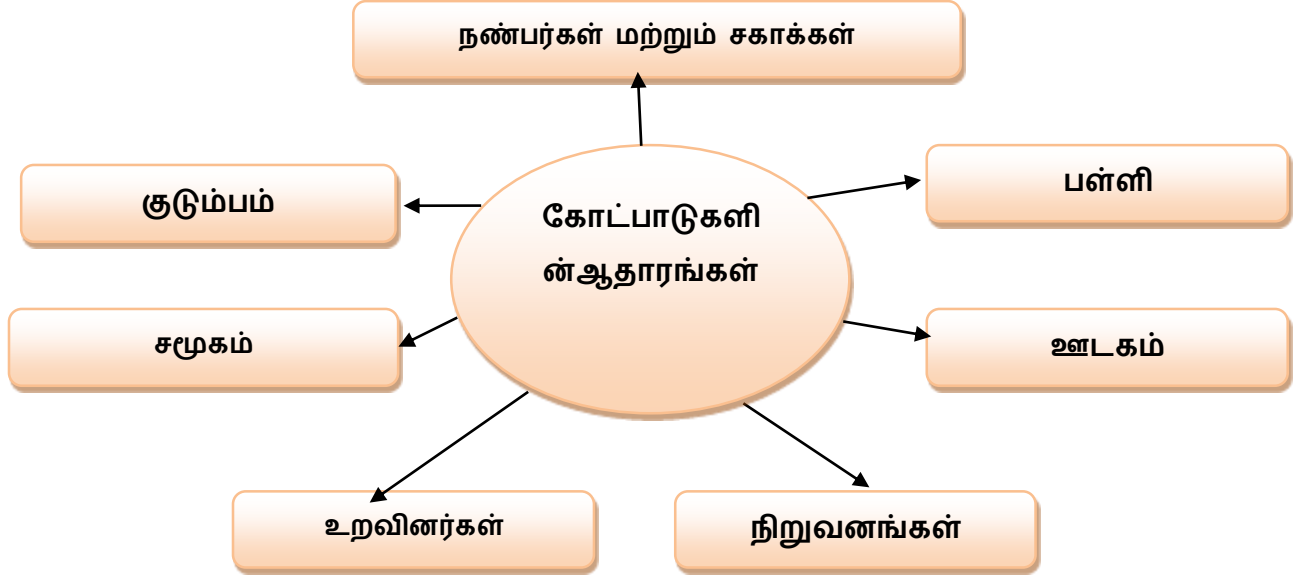 நண்பர்கள் மற்றும் சகாக்கள்
பள்ளி
குடும்பம்
கோட்பாடுகளி
ன்ஆதாரங்கள்
சமூகம்
ஊடகம்
உறவினர்கள்
நிறுவனங்கள்